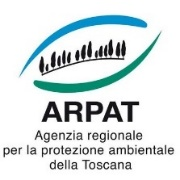 ARPAT
Agenzia regionale
per la protezione ambientale
della Toscana